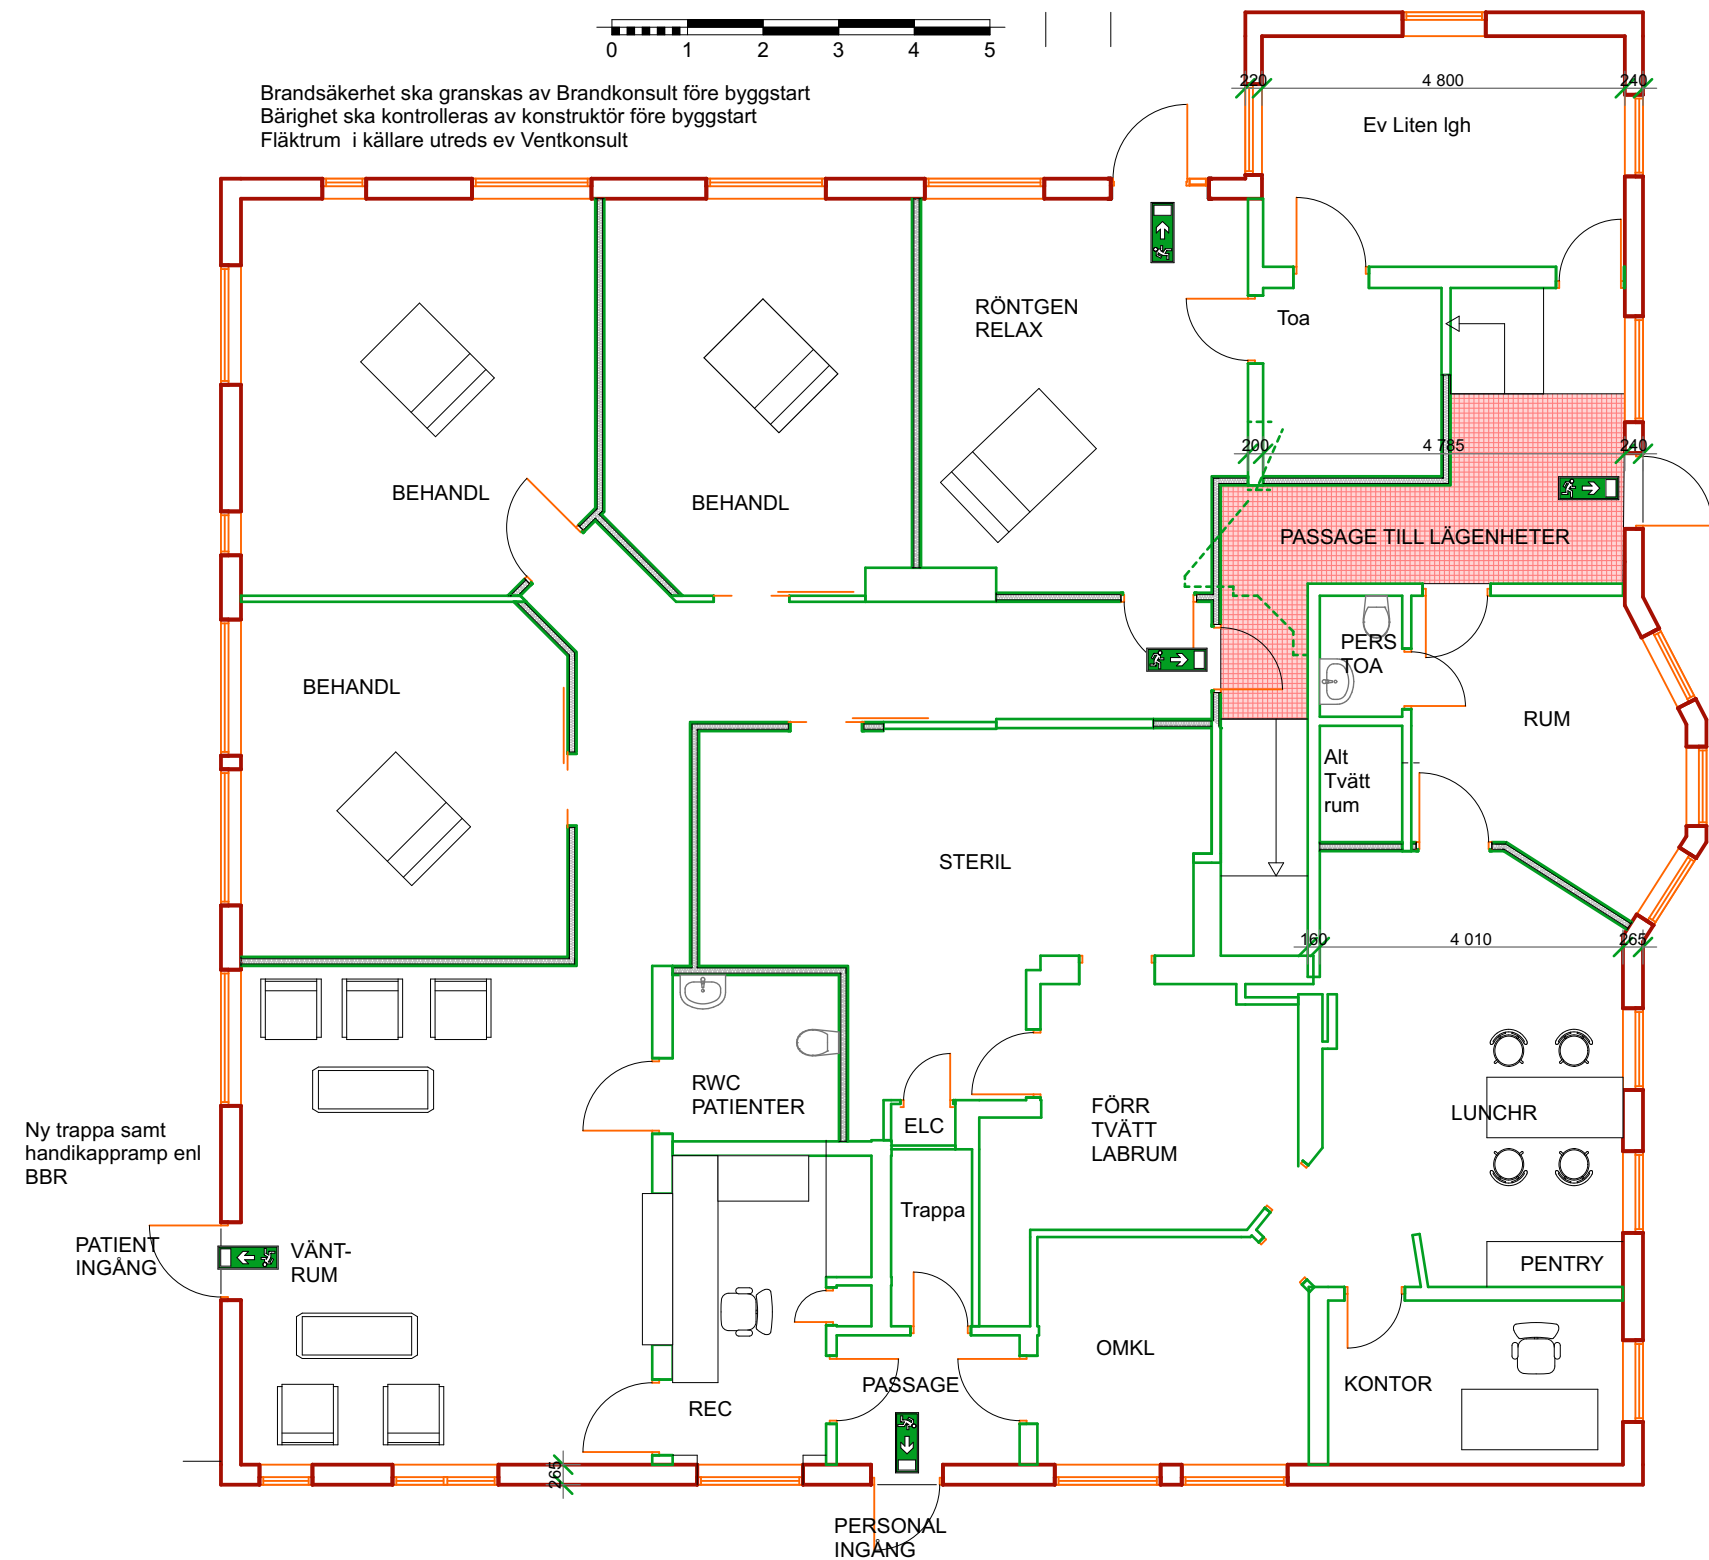 0 1 2 3 4 5
Brandsäkerhet ska granskas av Brandkonsult före byggstart
Bärighet ska kontrolleras av konstruktör före byggstart
Fläktrum i källare utreds ev Ventkonsult
220 4 800 240
Ev Liten lgh
RÖNTGEN
RELAX
Toa
200 4 785 240
BEHANDL
BEHANDL
PASSAGE TILL LÄGENHETER
PERS
TOA
BEHANDL
RUM
Alt
Tvätt
rum
STERIL
160 4 010 265
RWC
PATIENTER
ELC
FÖRR
TVÄTT
LABRUM
LUNCHR
Ny trappa samt
handikappramp enl
BBR
Trappa
PATIENT
INGÅNG
VÄNT-
RUM
PENTRY
OMKL
KONTOR
PASSAGE
REC
265
PERSONAL
INGÅNG